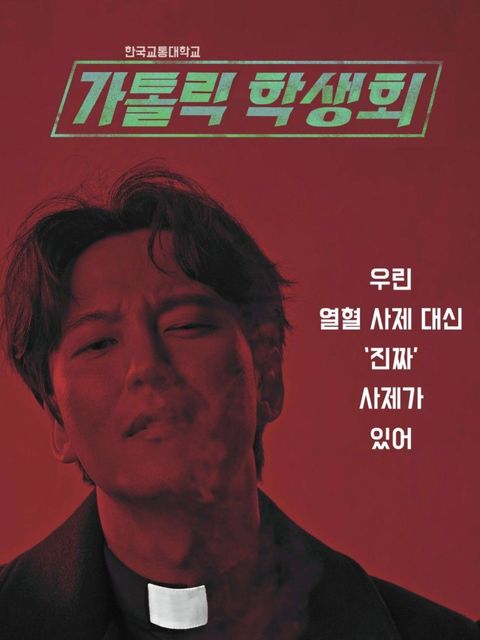 한국교통대학교
가톨릭 학생회
우린
열혈 사제 대신
‘진짜’
사제가
있어